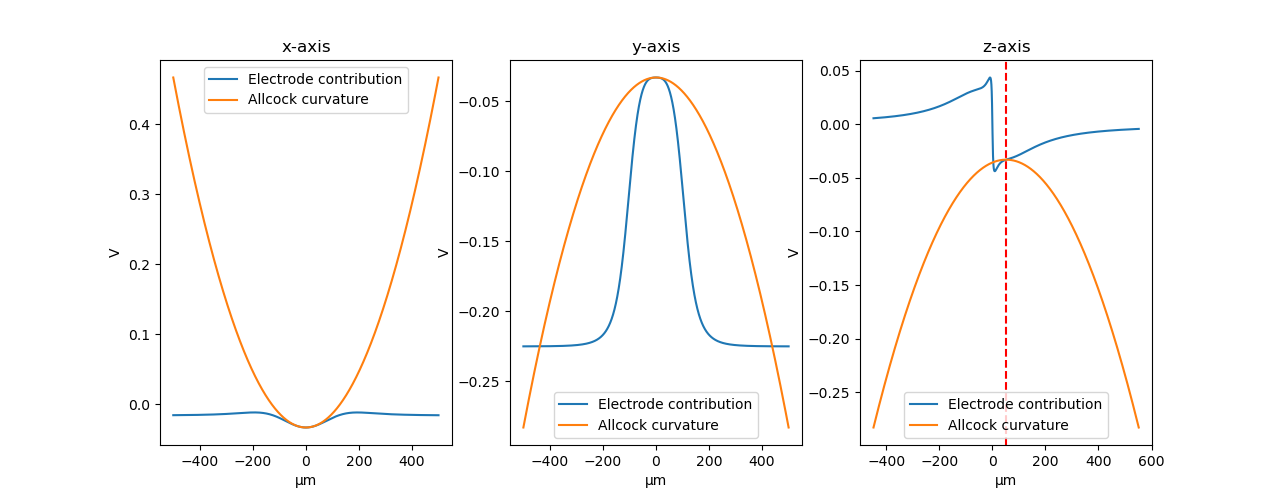 x-axis
Electrode contribution
Allcock curvature
0.4
0.3
0.2
0.1
0.0
V
−400
−200
0
200
400
μm
y-axis
−0.05
−0.10
−0.15
−0.20
−0.25
V
Electrode contribution
Allcock curvature
−400
−200
0
200
400
μm
z-axis
0.05
0.00
−0.05
−0.10
−0.15
−0.20
−0.25
V
Electrode contribution
Allcock curvature
−400
−200
0
200
400
600
μm